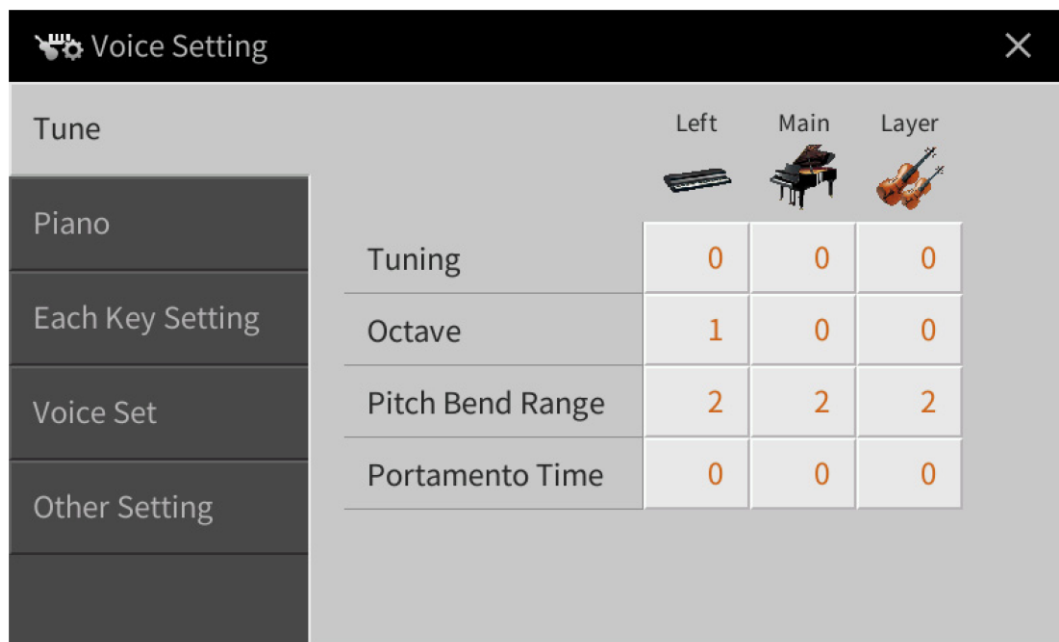 Voice Setting
Tune
Left Main Layer
Piano
Tuning 0 0 0
Each Key Setting
Octave 1 0 0
Voice Set
Pitch Bend Range 2 2 2
Other Setting
Portamento Time 0 0 0